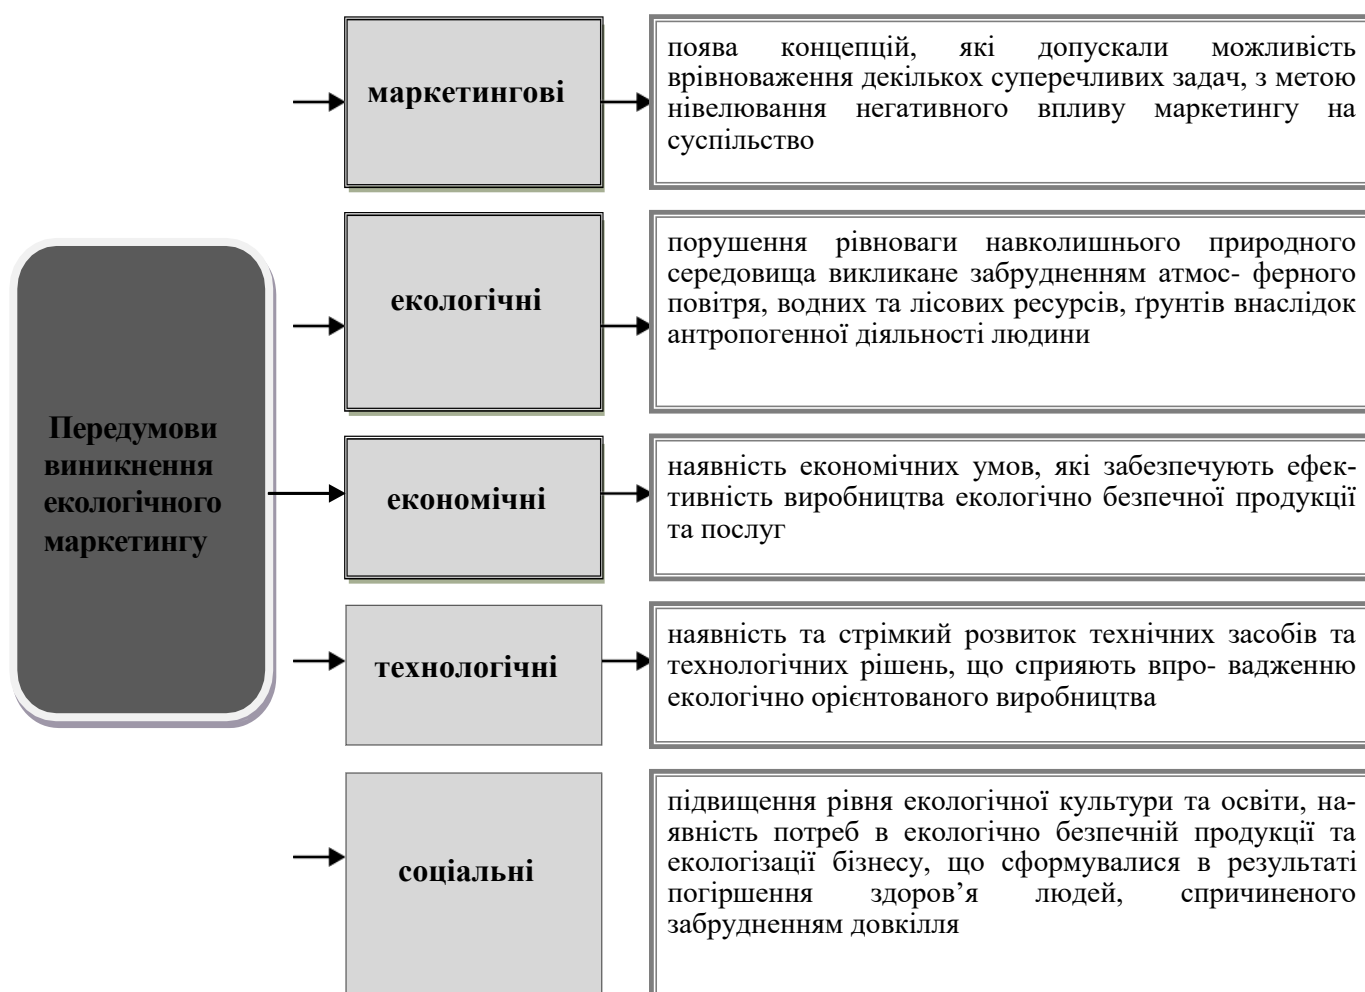 маркетингові
поява концепцій, які допускали можливість
врівноваження декількох суперечливих задач, з метою
нівелювання негативного впливу маркетингу на
суспільство
екологічні
порушення рівноваги навколишнього природного
середовища викликане забрудненням атмос- ферного
повітря, водних та лісових ресурсів, ґрунтів внаслідок
антропогенної діяльності людини
Передумови
виникнення
екологічного
маркетингу
економічні
наявність економічних умов, які забезпечують ефек-
тивність виробництва екологічно безпечної продукції
та послуг
технологічні
наявність та стрімкий розвиток технічних засобів та
технологічних рішень, що сприяють впро- вадженню
екологічно орієнтованого виробництва
соціальні
підвищення рівня екологічної культури та освіти, на-
явність потреб в екологічно безпечній продукції та
екологізації бізнесу, що сформувалися в результаті
погіршення здоров’я людей, спричиненого
забрудненням довкілля